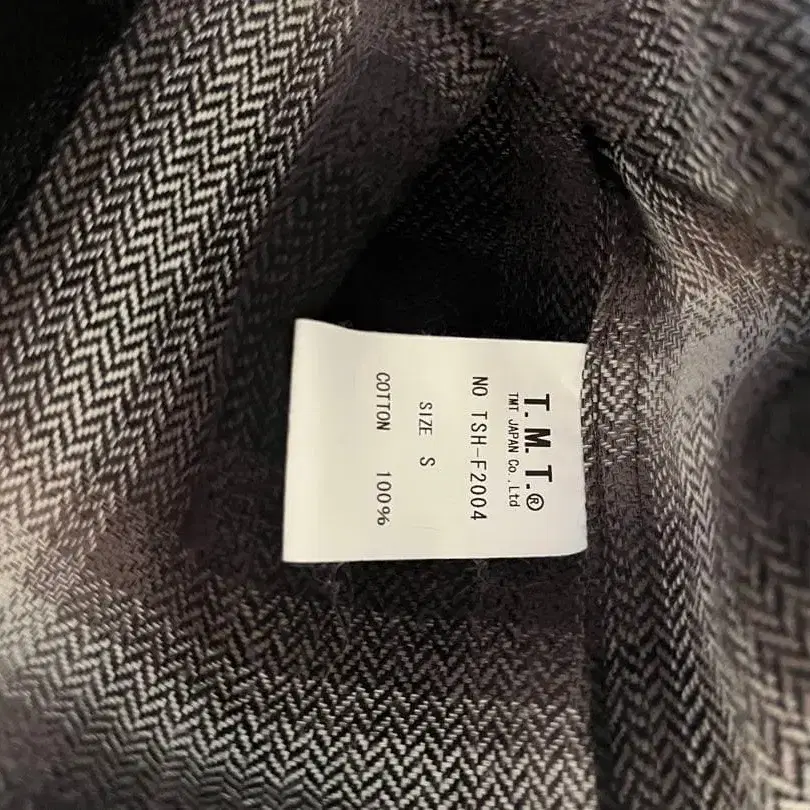 T.M.T.®
TMT JAPAN Co.,Ltd
NO TSH-F2004
SIZE S
COTTON 100%